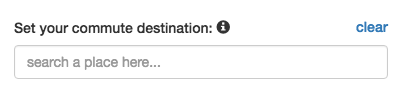 Set your commute destination: clear
search a place here...